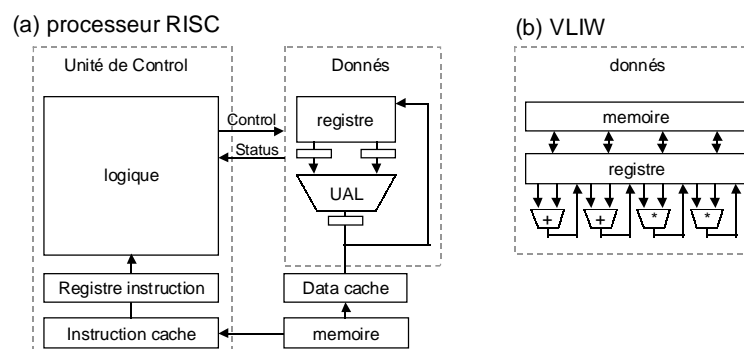 (a) processeur RISC
Unité de Control
Donnés
logique
Control
Status
registre
UAL
Registre instruction
Data cache
Instruction cache
memoire
(b) VLIW
donnés
memoire
registre
+ + * *